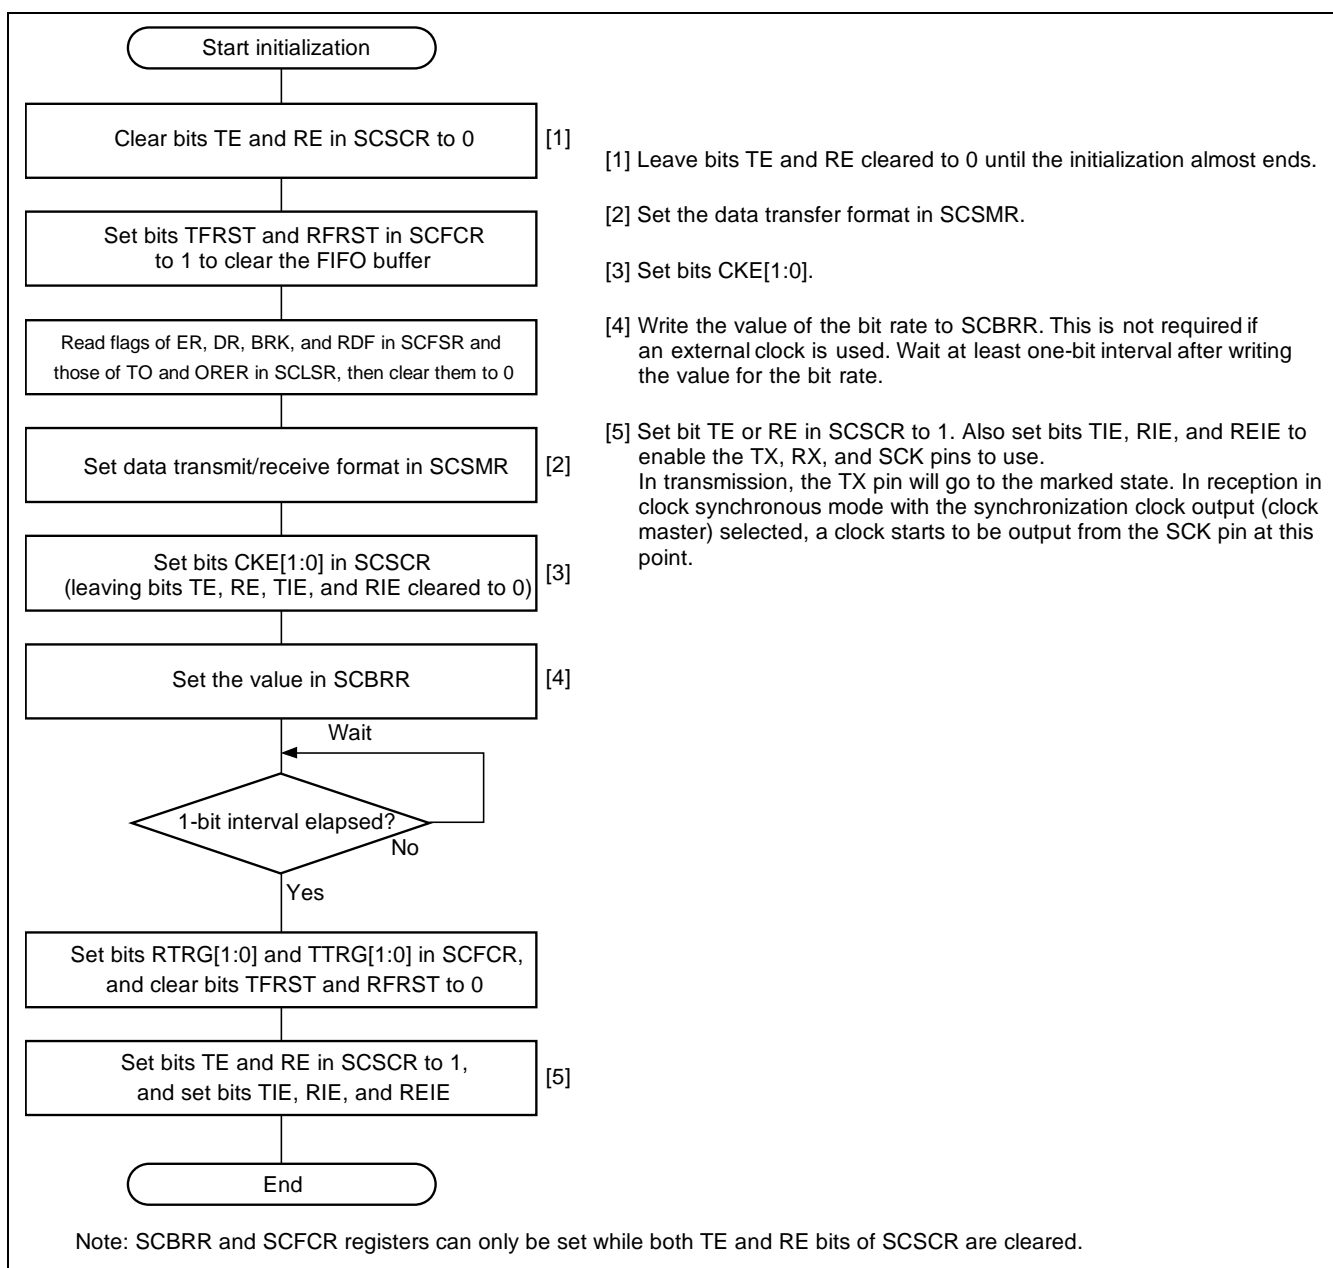 Start initialization
Clear bits TE and RE in SCSCR to 0
[1]
Set bits TFRST and RFRST in SCFCR
to 1 to clear the FIFO buffer
Read flags of ER, DR, BRK, and RDF in SCFSR and
those of TO and ORER in SCLSR, then clear them to 0
Set data transmit/receive format in SCSMR
[2]
Set bits CKE[1:0] in SCSCR
(leaving bits TE, RE, TIE, and RIE cleared to 0)
[3]
Set the value in SCBRR
[4]
Wait
1-bit interval elapsed?
No
Yes
Set bits RTRG[1:0] and TTRG[1:0] in SCFCR,
and clear bits TFRST and RFRST to 0
Set bits TE and RE in SCSCR to 1,
and set bits TIE, RIE, and REIE
[5]
End
[1] Leave bits TE and RE cleared to 0 until the initialization almost ends.
[2] Set the data transfer format in SCSMR.
[3] Set bits CKE[1:0].
[4] Write the value of the bit rate to SCBRR. This is not required if
an external clock is used. Wait at least one-bit interval after writing
the value for the bit rate.
[5] Set bit TE or RE in SCSCR to 1. Also set bits TIE, RIE, and REIE to
enable the TX, RX, and SCK pins to use.
In transmission, the TX pin will go to the marked state. In reception in
clock synchronous mode with the synchronization clock output (clock
master) selected, a clock starts to be output from the SCK pin at this
point.
Note: SCBRR and SCFCR registers can only be set while both TE and RE bits of SCSCR are cleared.